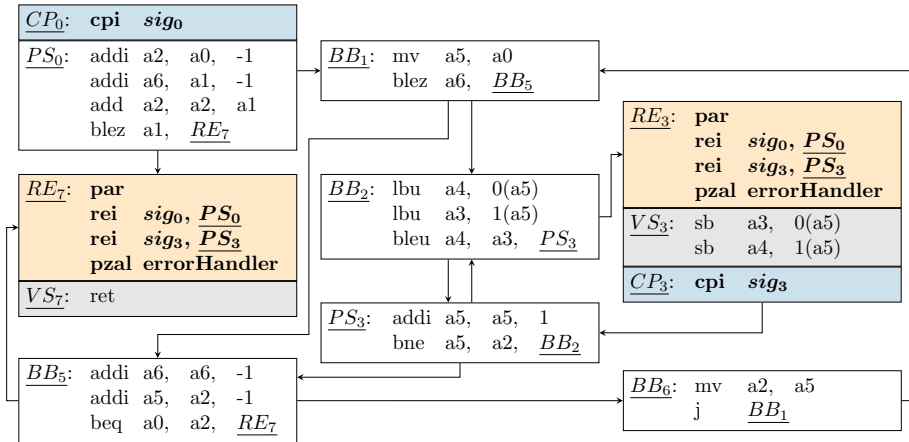 CP0: cpi sig0
PS0: addi a2, a0, -1
addi a6, a1, -1
add a2, a2, a1
blez a1, RE7
BB1: mv a5, a0
blez a6, BB5
RE3: par
rei sig0, PS0
rei sig3, PS3
pzal errorHandler
VS3: sb a3, 0(a5)
sb a4, 1(a5)
CP3: cpi sig3
RE7: par
rei sig0, PS0
rei sig3, PS3
pzal errorHandler
VS7: ret
BB2: lbu a4, 0(a5)
lbu a3, 1(a5)
bleu a4, a3, PS3
PS3: addi a5, a5, 1
bne a5, a2, BB2
BB5: addi a6, a6, -1
addi a5, a2, -1
beq a0, a2, RE7
BB6: mv a2, a5
j BB1